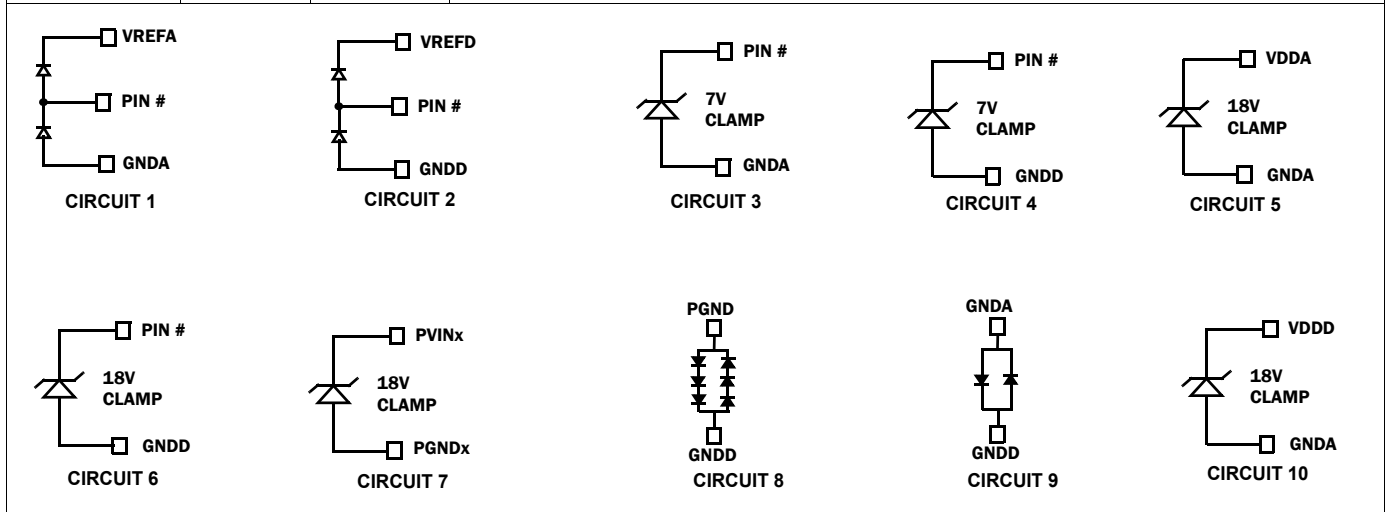 VREFA
PIN #
GNDA
CIRCUIT 1
VREFD
PIN #
GNDD
CIRCUIT 2
PIN #
7V
CLAMP
GNDA
CIRCUIT 3
PIN #
7V
CLAMP
GNDD
CIRCUIT 4
VDDA
18V
CLAMP
GNDA
CIRCUIT 5
PIN #
18V
CLAMP
GNDD
CIRCUIT 6
PVINx
18V
CLAMP
PGNDx
CIRCUIT 7
PGND
GNDD
CIRCUIT 8
GNDA
GNDD
CIRCUIT 9
VDDD
18V
CLAMP
GNDA
CIRCUIT 10